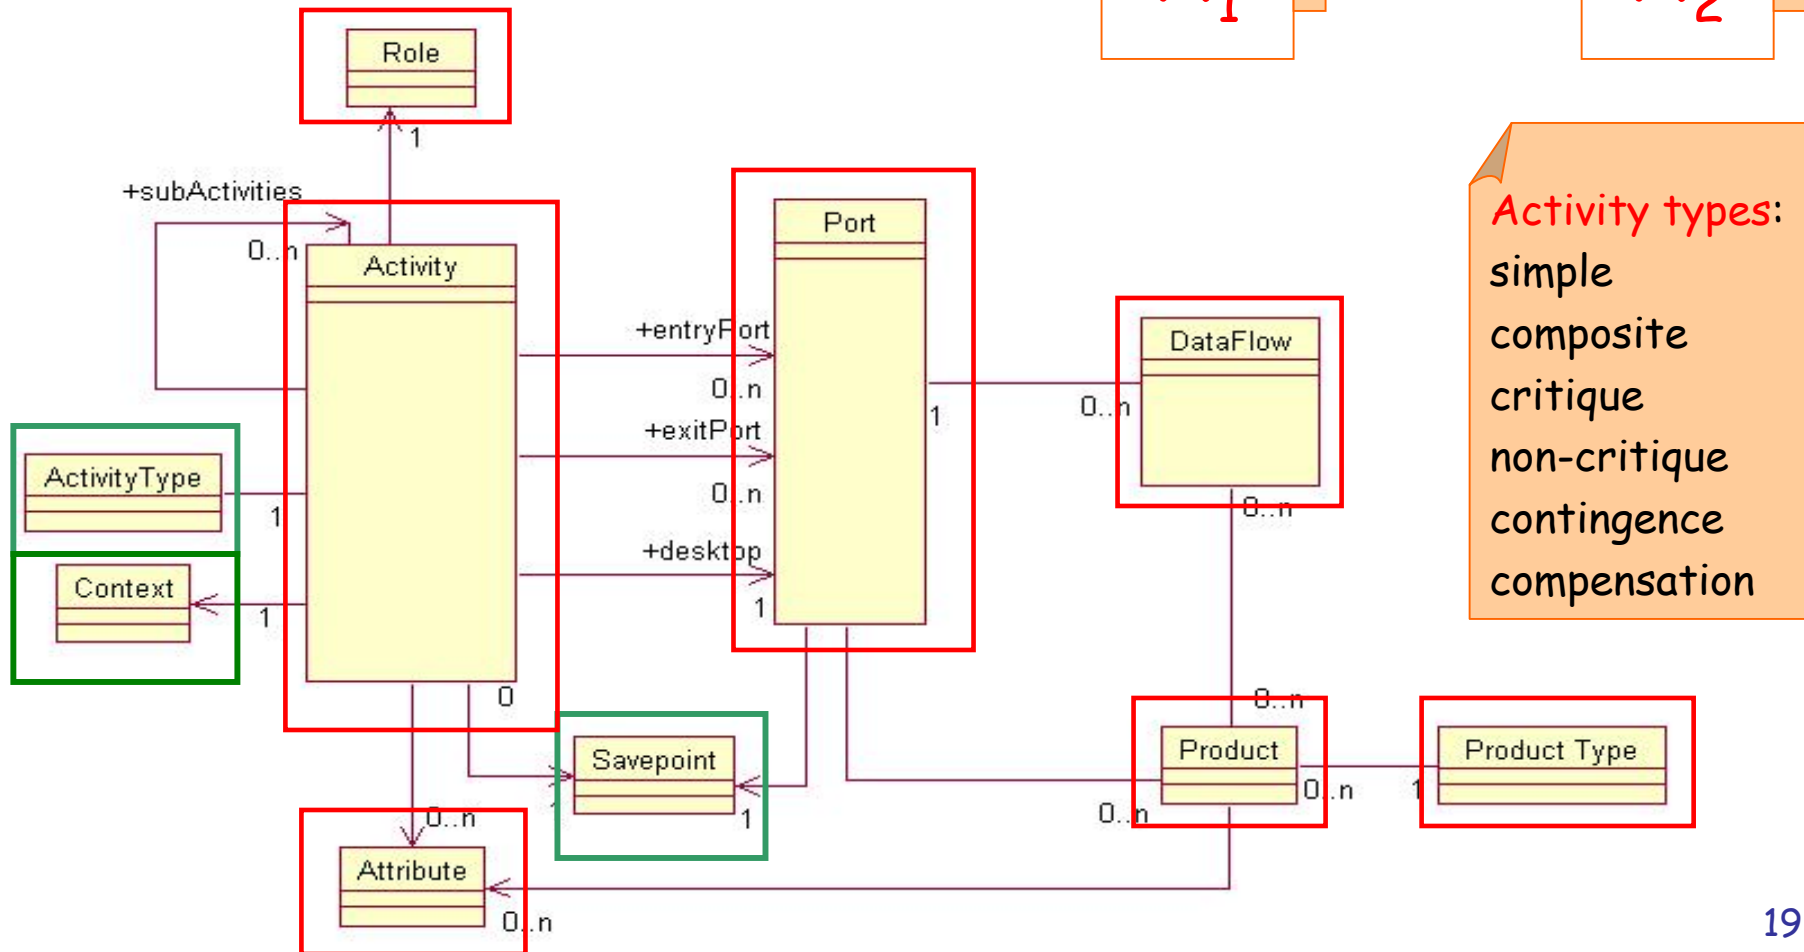 1
2
Role
1
+subActivities
0..n
Activity
Port
Activity types:
simple
composite
critique
non-critique
contingence
compensation
+entryPort
0..n
DataFlow
+exitPort
0..n
1
0..n
ActivityType
1
0..n
+desktop
1
Context
1
0
0..n
Savepoint
1
Product
0..n
0..n
1
Product Type
0..n
Attribute
0..n
19